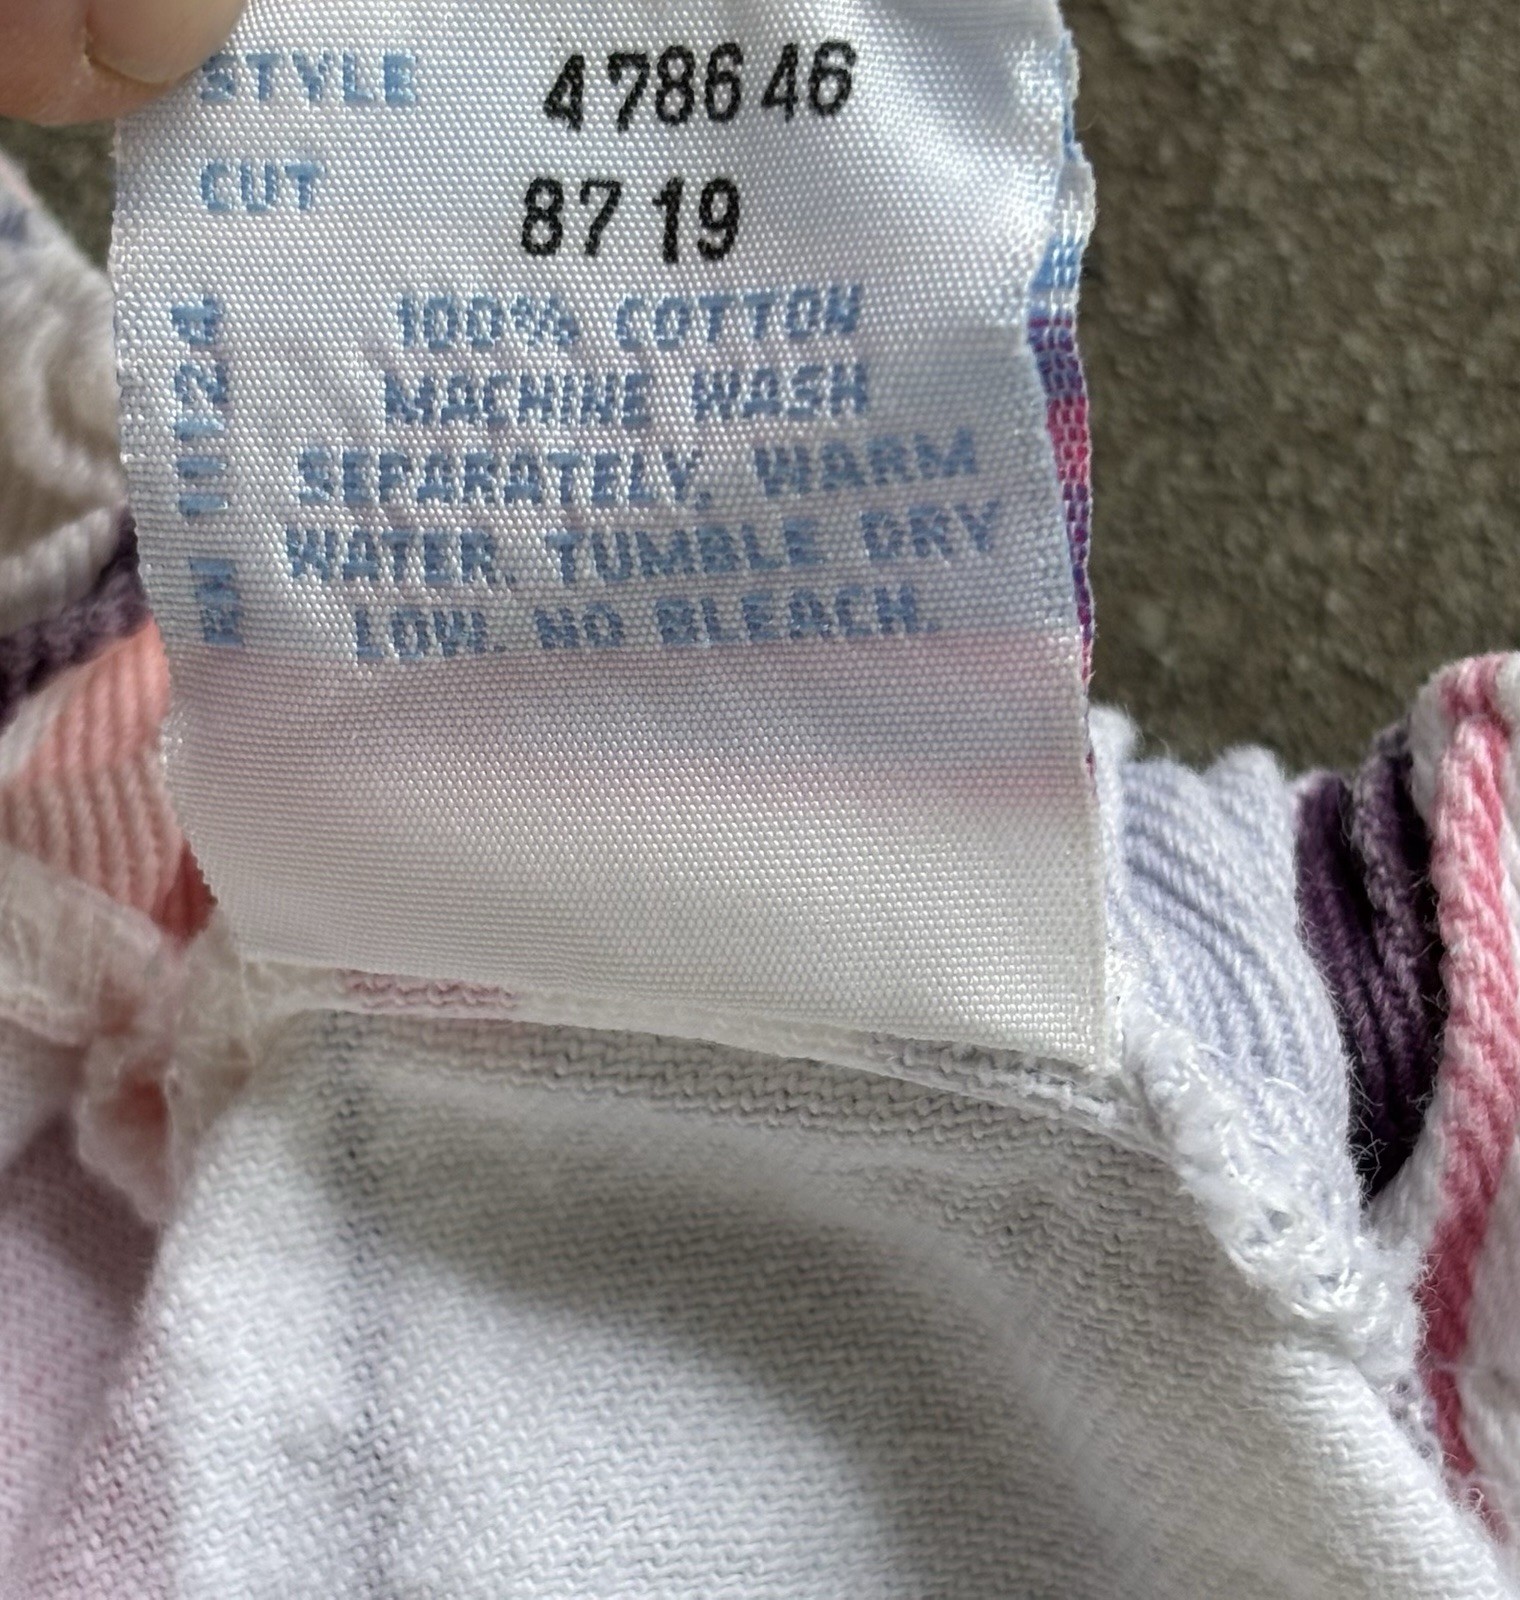 STYLE 478646
CUT 8719
100% COTTON
MACHINE WASH
SEPARATELY, WARM
WATER. TUMBLE DRY
LOW. NO BLEACH.
RN 11124